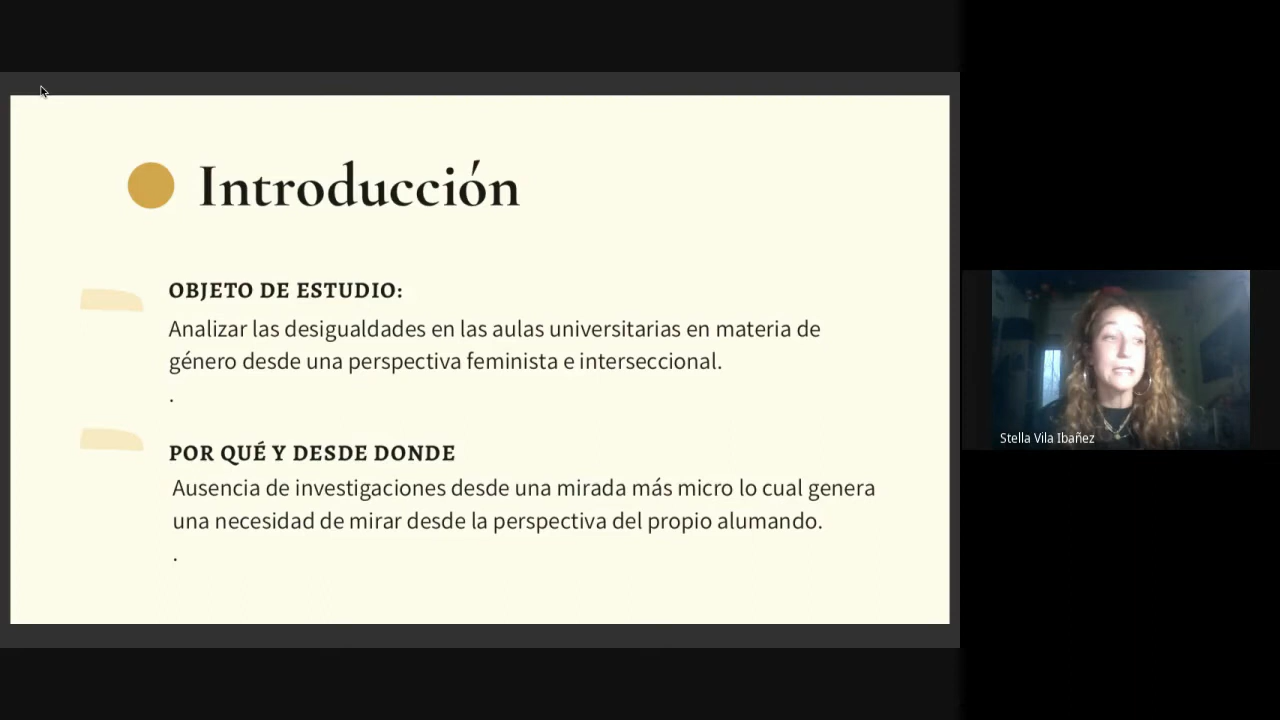 Introducción
OBJETO DE ESTUDIO:
Analizar las desigualdades en las aulas universitarias en materia de
género desde una perspectiva feminista e interseccional.
.
POR QUÉ Y DESDE DONDE
Ausencia de investigaciones desde una mirada más micro lo cual genera
una necesidad de mirar desde la perspectiva del propio alumando.
.
Stella Vila Ibañez